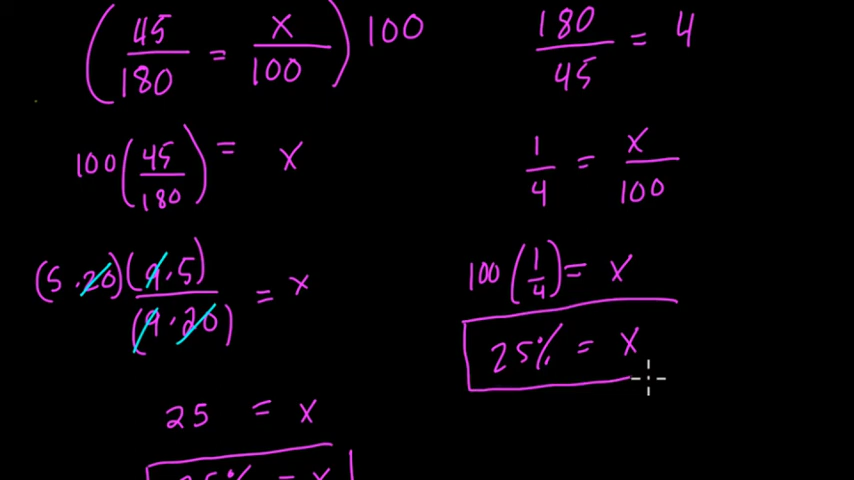 (45/180 = x/100) 100
100(45/180) = x
(5 · 20)(9 · 5)/(9 · 20) = x
25 = x
25% = x
180/45 = 4
1/4 = x/100
100(1/4) = x
25% = x